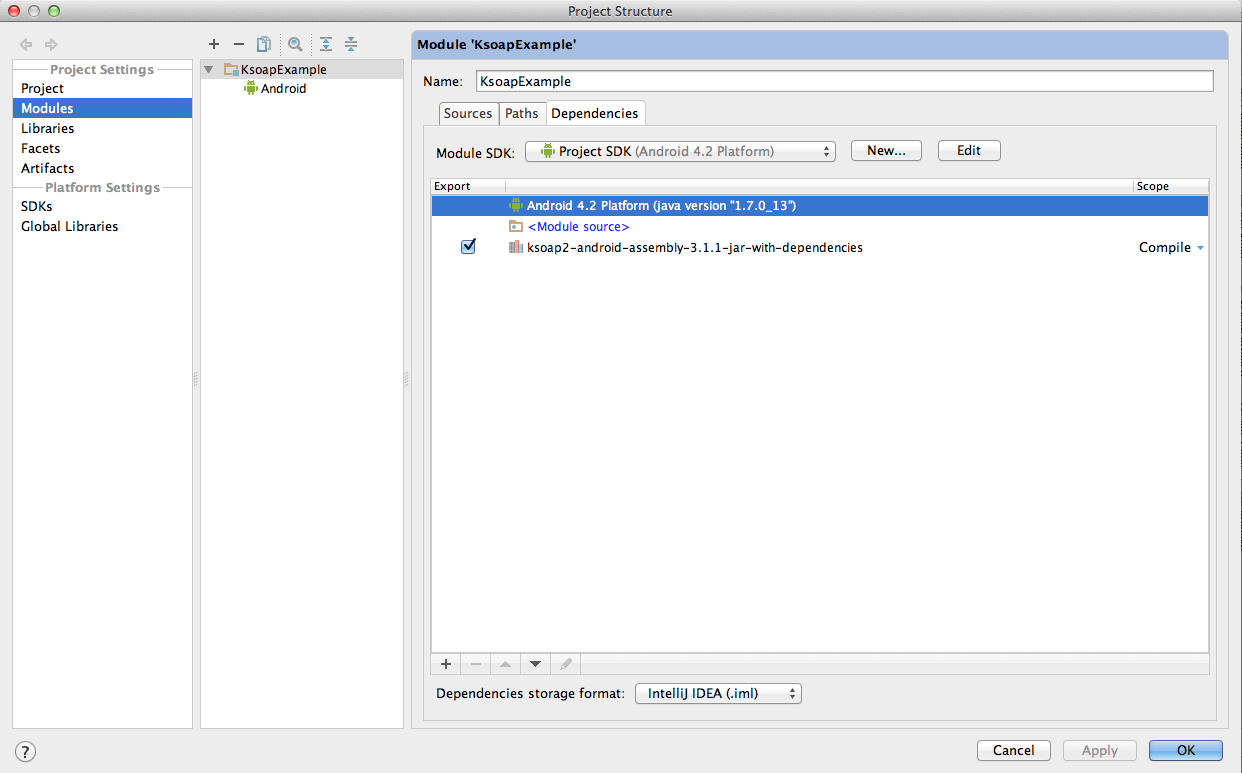 Project Structure
Project Settings
Project
Modules
Libraries
Facets
Artifacts
Platform Settings
SDKs
Global Libraries
KsoapExample
Android
Module 'KsoapExample'
Name: KsoapExample
Sources Paths Dependencies
Module SDK: Project SDK (Android 4.2 Platform) New... Edit
Export Scope
Android 4.2 Platform (java version "1.7.0_13")
<Module source>
ksoap2-android-assembly-3.1.1-jar-with-dependencies Compile
Dependencies storage format: IntelliJ IDEA (.iml)
? Cancel Apply OK